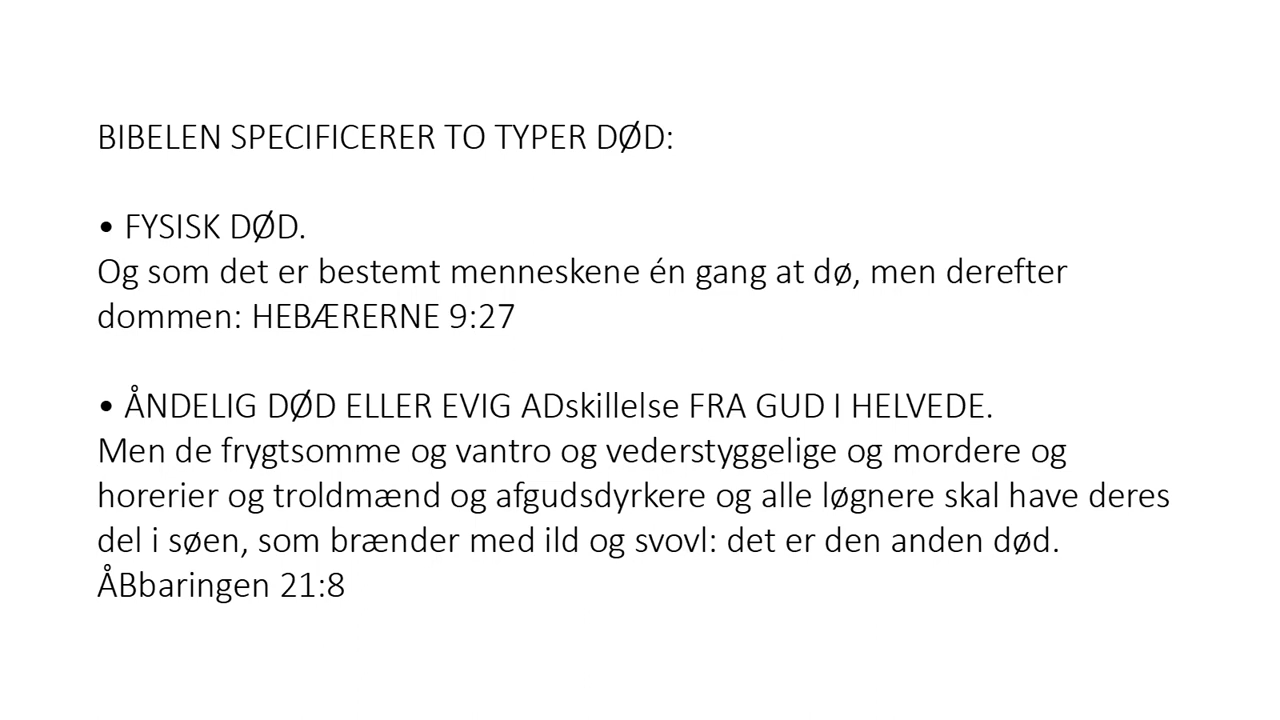 BIBELEN SPECIFICERER TO TYPER DØD:
• FYSISK DØD.
Og som det er bestemt menneskene én gang at dø, men derefter
dommen: HEBÆRERNE 9:27
• ÅNDELIG DØD ELLER EVIG ADskillelse FRA GUD I HELVEDE.
Men de frygtsomme og vantro og vederstyggelige og mordere og
horerier og troldmænd og afgudsdyrkere og alle løgnere skal have deres
del i søen, som brænder med ild og svovl: det er den anden død.
ÅBbaringen 21:8